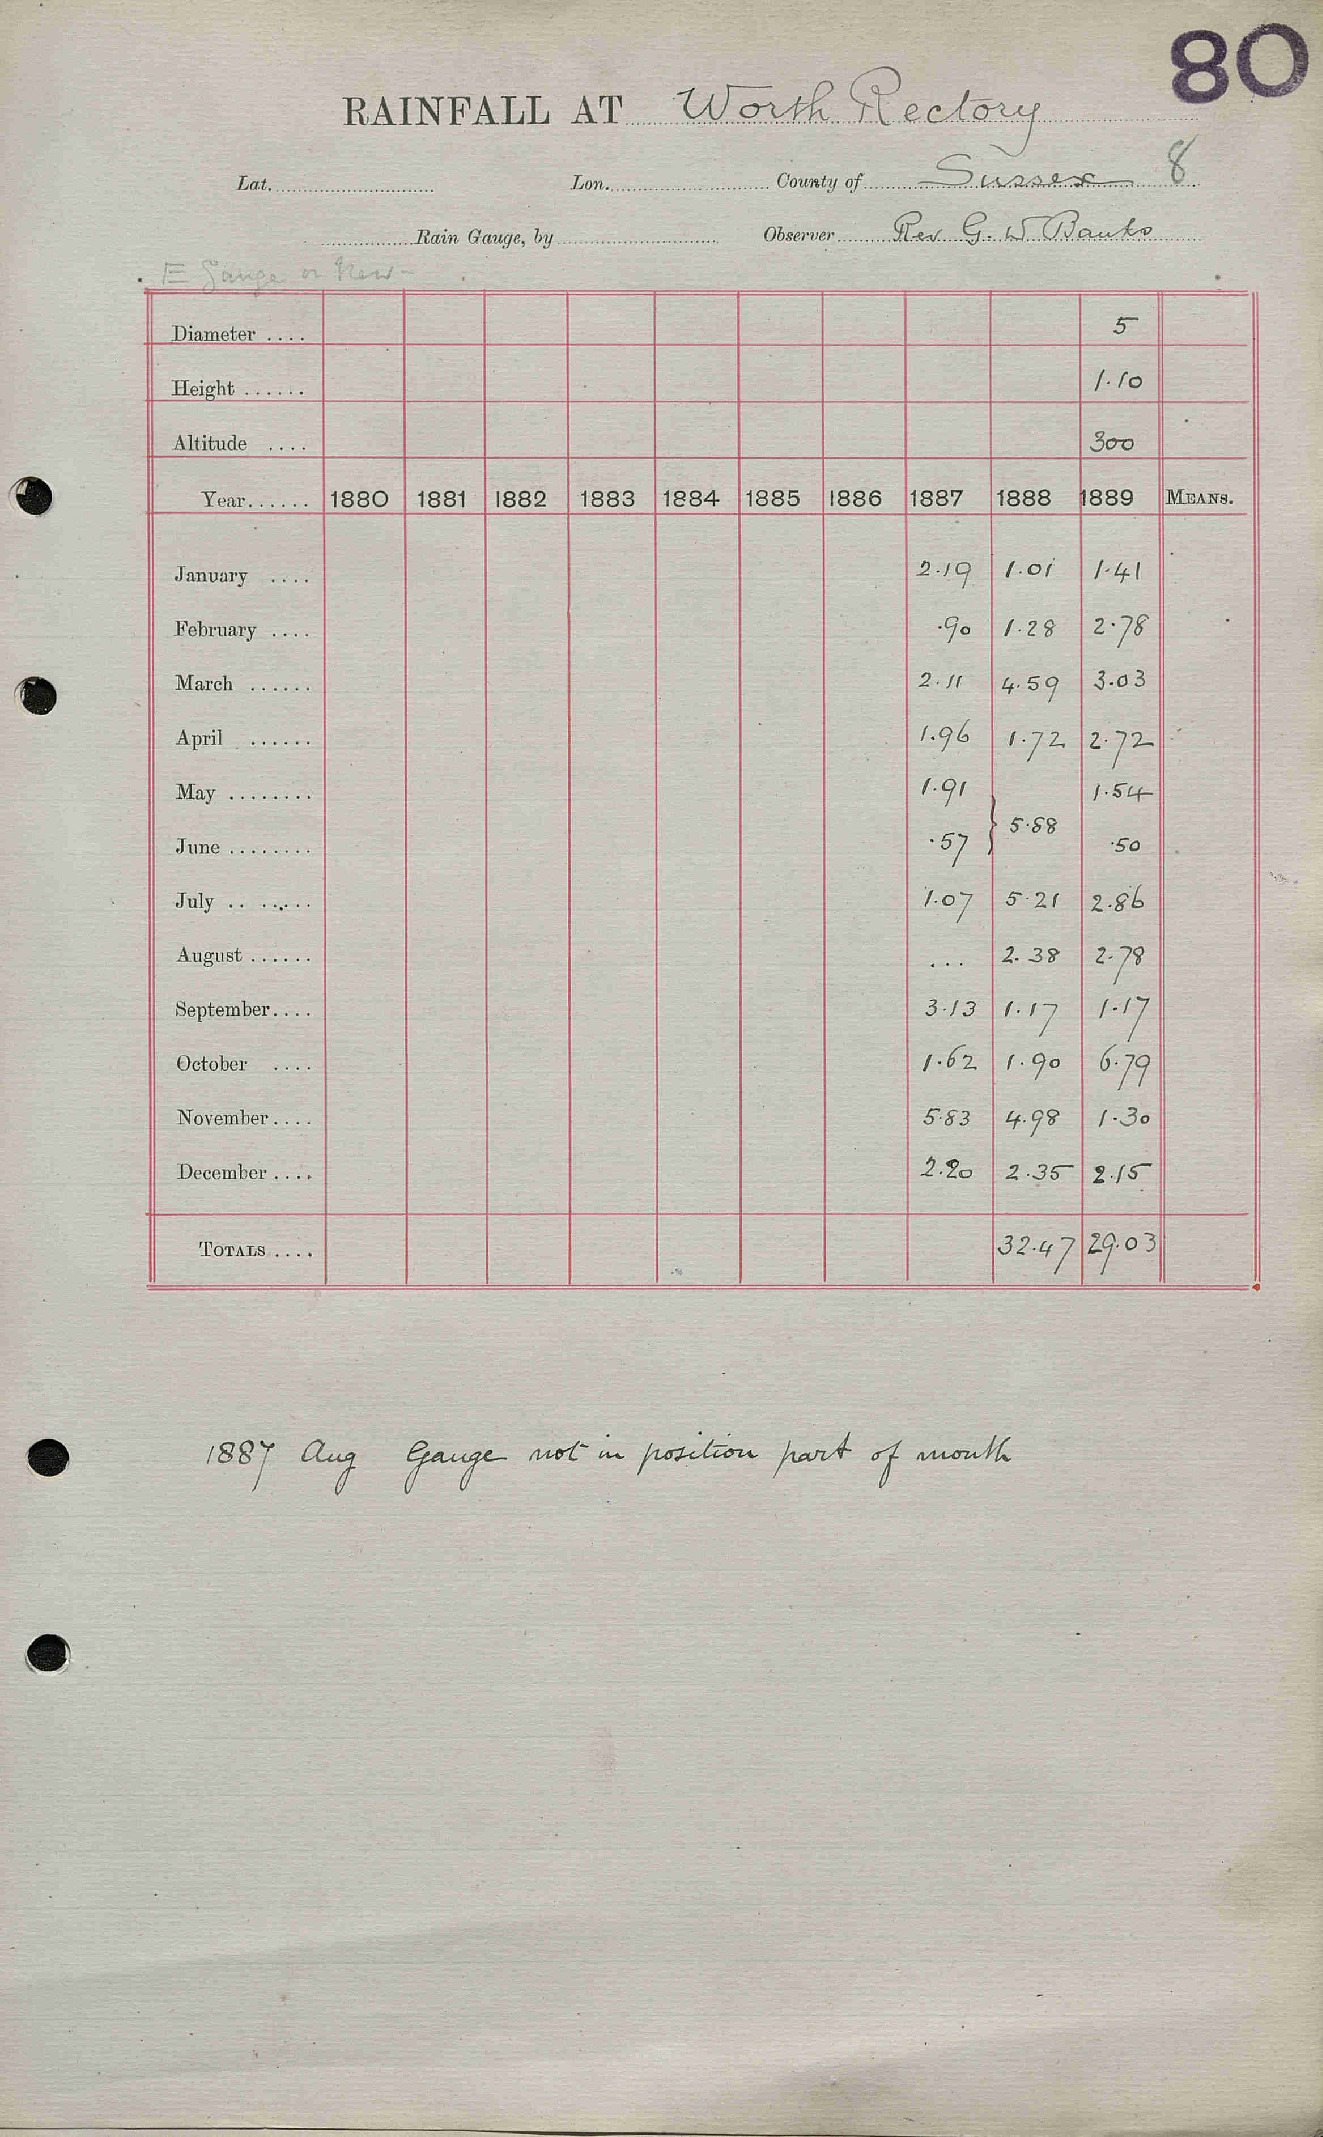 80
RAINFALL AT Worth Rectory
Lat. Lon. County of Sussex 8
Rain Gauge, by Observer Rev G. W Banks
E Gauge or New
Diameter .... 5
Height ...... 1.10
Altitude .... 300
Year...... 1880 1881 1882 1883 1884 1885 1886 1887 1888 1889 MEANS.
January .... 2.19 1.01 1.41
February .... .90 1.28 2.78
March ...... 2.11 4.59 3.03
April ...... 1.96 1.72 2.72
May ........ 1.91 1.54
} 5.88
June ........ .57 .50
July .. ...... 1.07 5.21 2.86
August ...... ... 2.38 2.78
September.... 3.13 1.17 1.17
October .... 1.62 1.90 6.79
November.... 5.83 4.98 1.30
December .... 2.20 2.35 2.15
TOTALS .... 32.47 29.03
1887 Aug Gauge not in position part of month